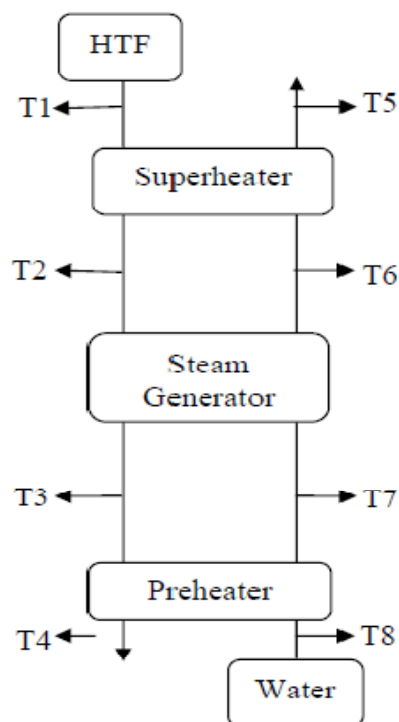 HTF
T1
T5
Superheater
T2
T6
Steam
Generator
T3
T7
Preheater
T4
T8
Water